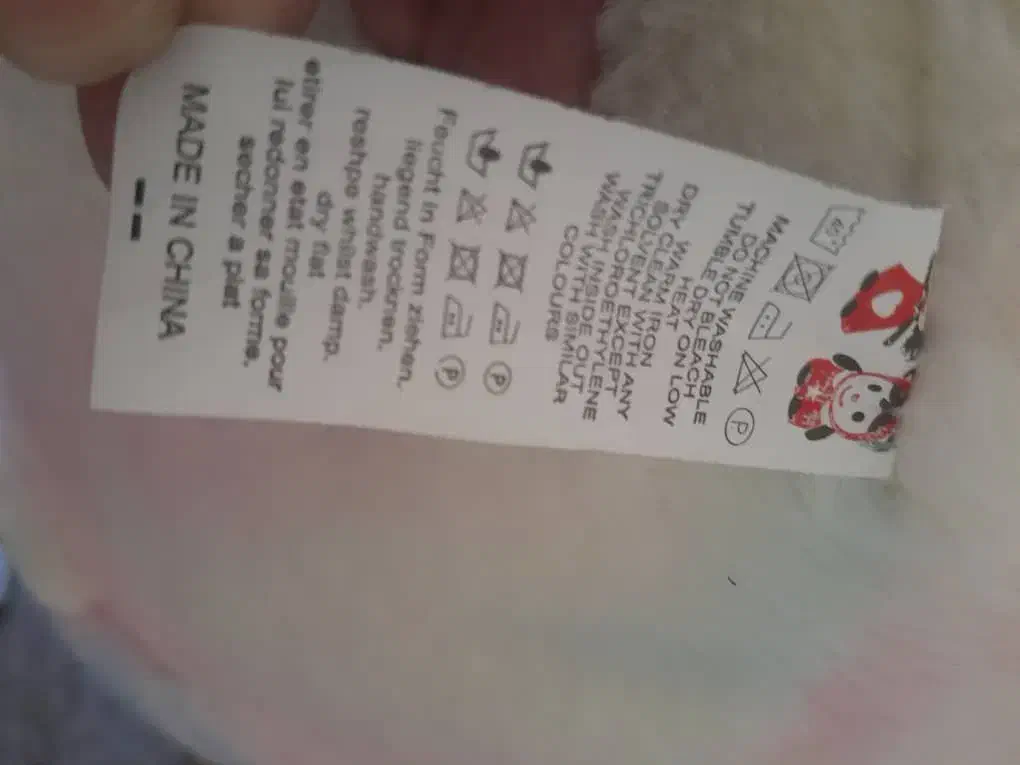 P
MACHINE WASHABLE
DO NOT BLEACH
TUMBLE DRY ON LOW
HEAT
WARM IRON
DRY CLEAN WITH ANY
SOLVENT EXCEPT
TRICHLOROETHYLENE
WASH INSIDE OUT
WASH WITH SIMILAR
COLOURS
P
P
Feucht in Form ziehen,
liegend trocknen.
handwash.
reshpe whilst damp.
dry flat
etirer en etat mouille pour
lui redonner sa forme.
secher a plat
MADE IN CHINA